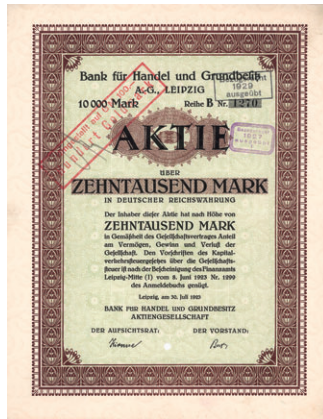 Bank für Handel und Grundbesitz
A.G., LEIPZIG
10 000 Mark Reihe B Nr. 1270
1929
ausgeübt
AKTIE
ÜBER
ZEHNTAUSEND MARK
IN DEUTSCHER REICHSWÄHRUNG
Der Inhaber dieser Aktie hat nach Höhe von
ZEHNTAUSEND MARK
in Gemäßheit des Gesellschaftsvertrages Anteil
am Vermögen, Gewinn und Verlust der
Gesellschaft. Den Vorschriften des Kapital-
verkehrsteuergesetzes über die Gesellschafts-
steuer ist nach der Bescheinigung des Finanzamts
Leipzig-Mitte (I) vom 8. Juni 1923 Nr. 1299
des Anmeldebuchs genügt.
Leipzig, am 30. Juli 1923
BANK FÜR HANDEL UND GRUNDBESITZ
AKTIENGESELLSCHAFT
DER AUFSICHTSRAT: DER VORSTAND: